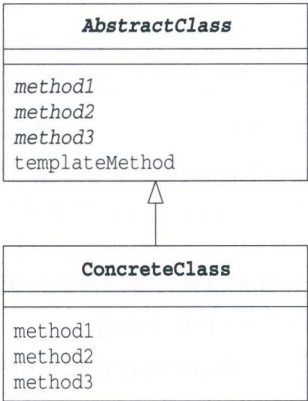 AbstractClass
method1
method2
method3
templateMethod
ConcreteClass
method1
method2
method3